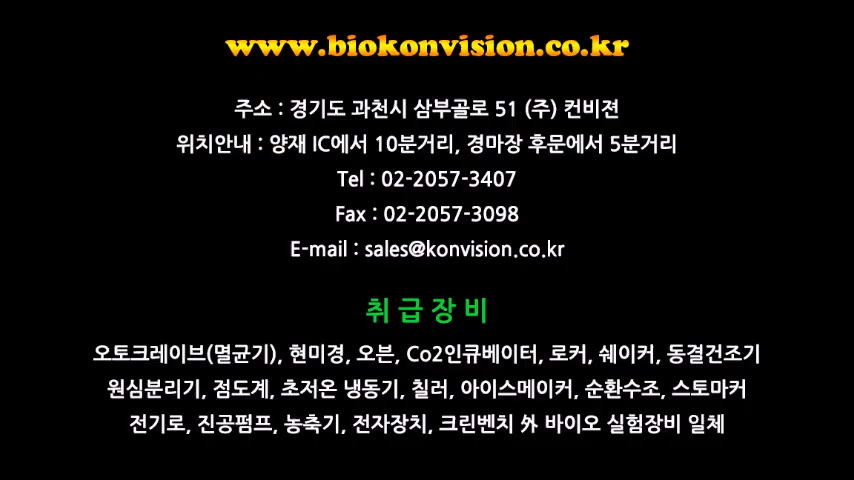 www.biokonvision.co.kr
주소 : 경기도 과천시 삼부골로 51 (주) 컨비젼
위치안내 : 양재 IC에서 10분거리, 경마장 후문에서 5분거리
Tel : 02-2057-3407
Fax : 02-2057-3098
E-mail : sales@konvision.co.kr
취 급 장 비
오토크레이브(멸균기), 현미경, 오븐, Co2인큐베이터, 로커, 쉐이커, 동결건조기
원심분리기, 점도계, 초저온 냉동기, 칠러, 아이스메이커, 순환수조, 스토마커
전기로, 진공펌프, 농축기, 전자장치, 크린벤치 外 바이오 실험장비 일체